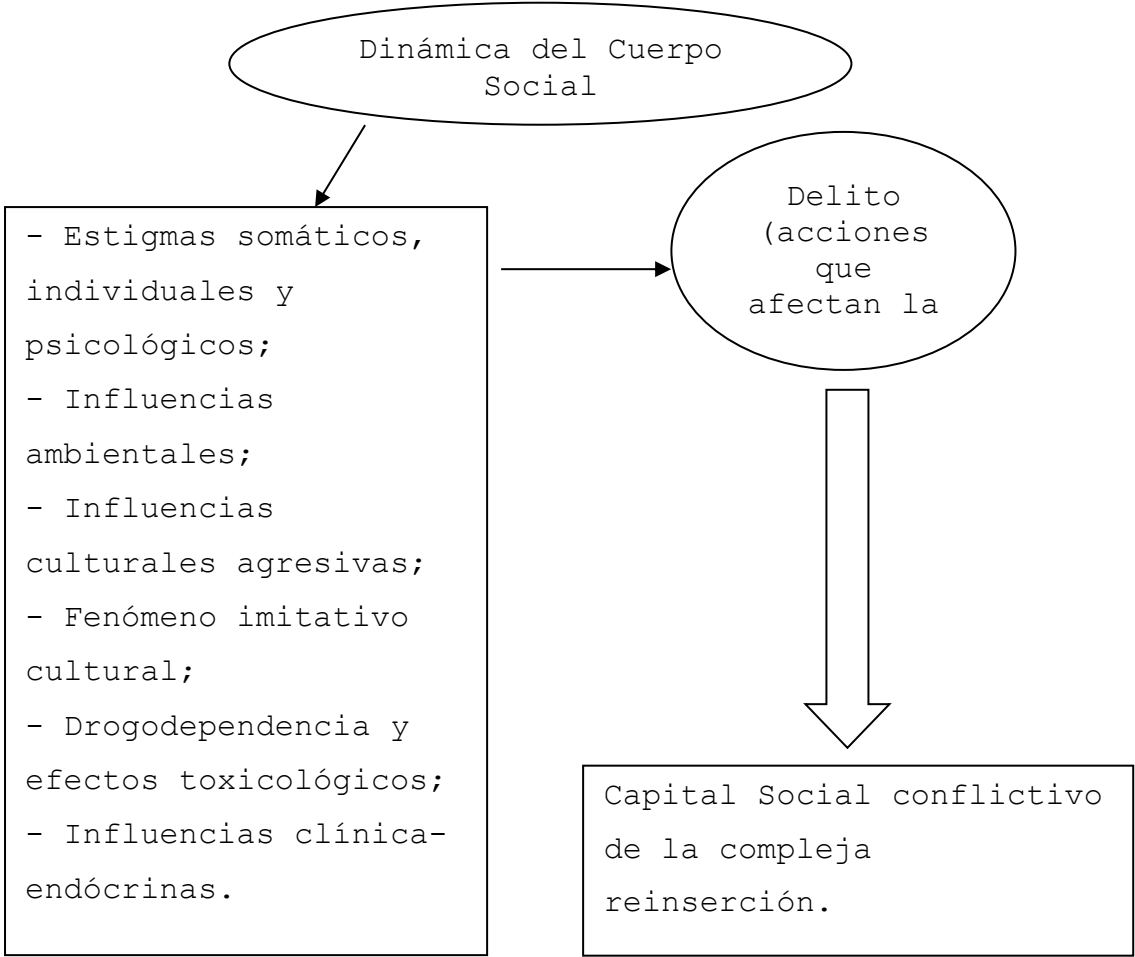 Dinámica del Cuerpo
Social
- Estigmas somáticos,
individuales y
psicológicos;
- Influencias
ambientales;
- Influencias
culturales agresivas;
- Fenómeno imitativo
cultural;
- Drogodependencia y
efectos toxicológicos;
- Influencias clínica-
endócrinas.
Delito
(acciones
que
afectan la
Capital Social conflictivo
de la compleja
reinserción.